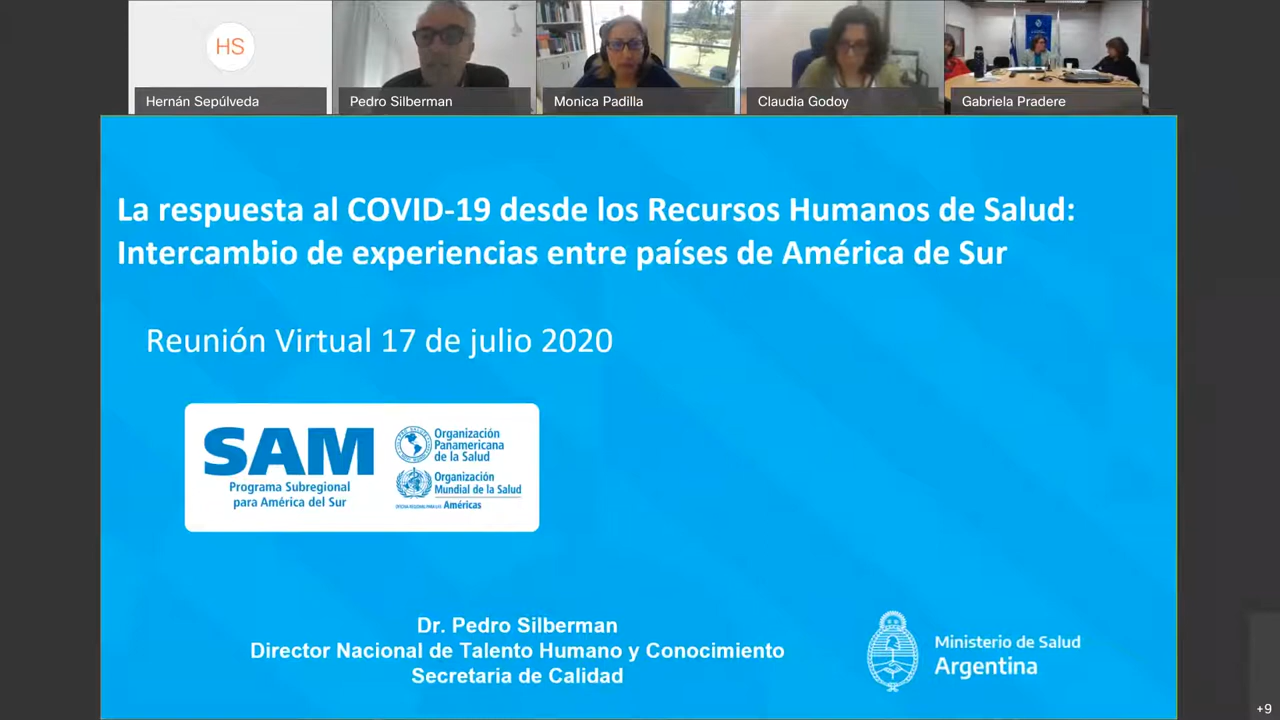 HS
Hernán Sepúlveda
Pedro Silberman
Monica Padilla
Claudia Godoy
Gabriela Pradere
La respuesta al COVID-19 desde los Recursos Humanos de Salud:
Intercambio de experiencias entre países de América de Sur
Reunión Virtual 17 de julio 2020
SAM
Programa Subregional
para América del Sur
Organización
Panamericana
de la Salud
Organización
Mundial de la Salud
Américas
Dr. Pedro Silberman
Director Nacional de Talento Humano y Conocimiento
Secretaria de Calidad
Ministerio de Salud
Argentina
+9